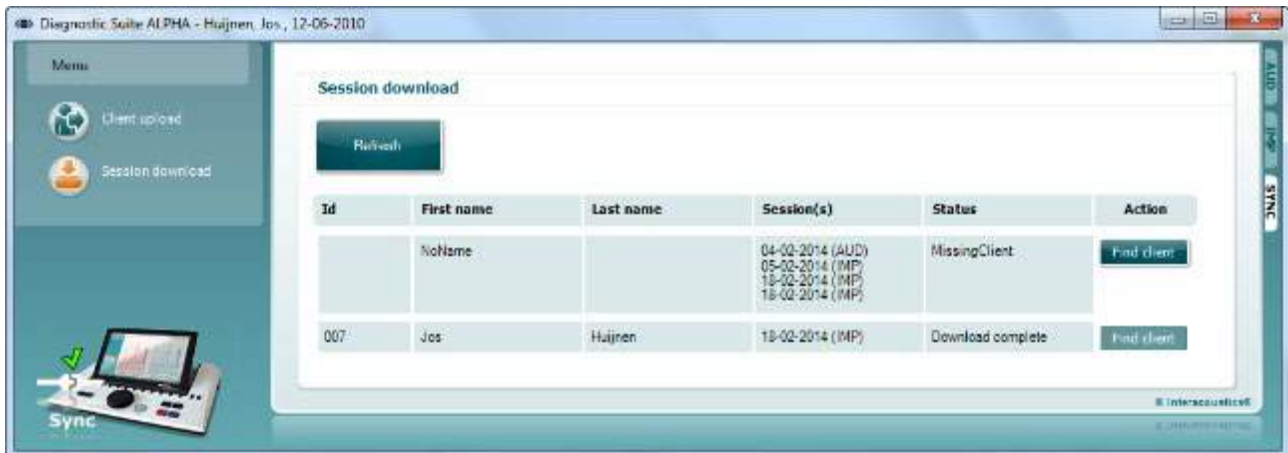 Diagnostic Suite ALPHA - Huijnen, Jos , 12-06-2010
Menu
Client upload
Session download
Sync
Session download
Refresh
Id First name Last name Session(s) Status Action
NoName 04-02-2014 (AUD) MissingClient Find client
05-02-2014 (IMP)
18-02-2014 (IMP)
18-02-2014 (IMP)
007 Jos Huijnen 18-02-2014 (IMP) Download complete Find client
AUD
IMP
SYNC